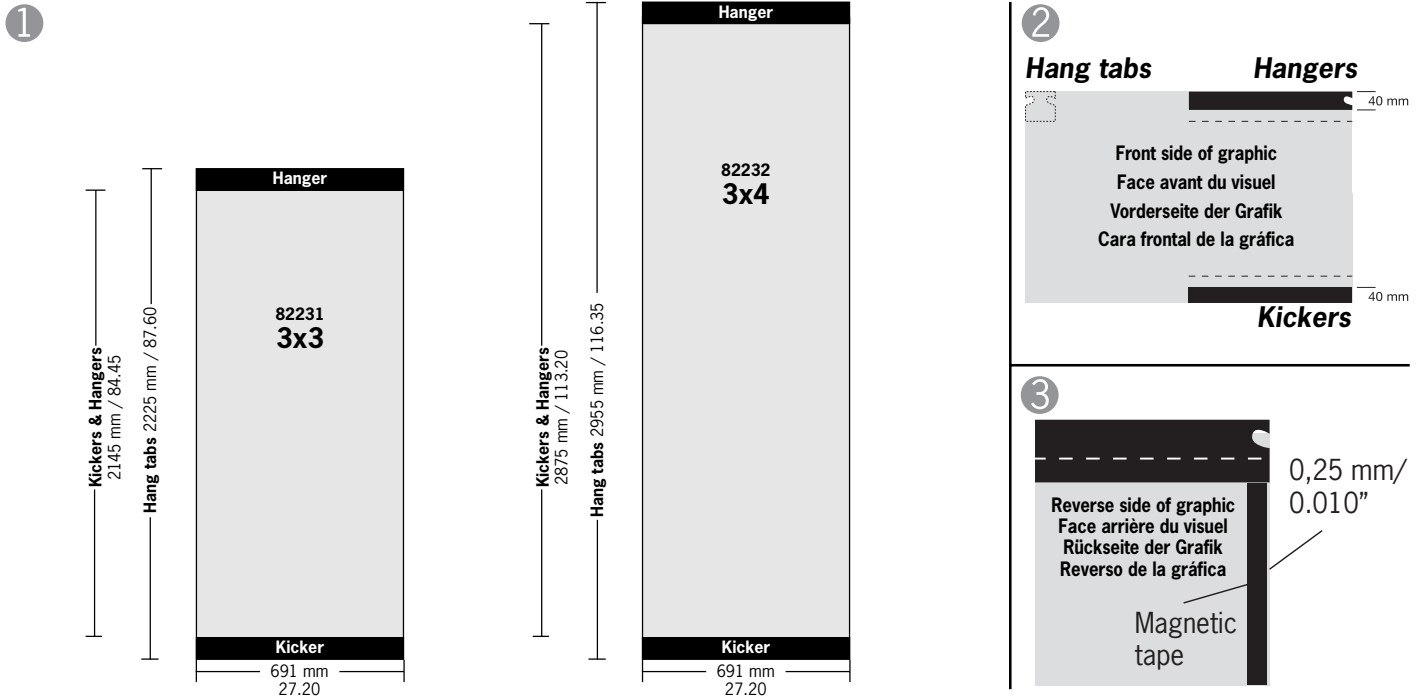 1
Hanger
82231
3x3
Kickers & Hangers
2145 mm / 84.45
Hang tabs 2225 mm / 87.60
Kicker
691 mm
27.20
Hanger
82232
3x4
Kickers & Hangers
2875 mm / 113.20
Hang tabs 2955 mm / 116.35
Kicker
691 mm
27.20
2
Hang tabs
Hangers
40 mm
Front side of graphic
Face avant du visuel
Vorderseite der Grafik
Cara frontal de la gráfica
40 mm
Kickers
3
0,25 mm/
0.010”
Reverse side of graphic
Face arrière du visuel
Rückseite der Grafik
Reverso de la gráfica
Magnetic
tape